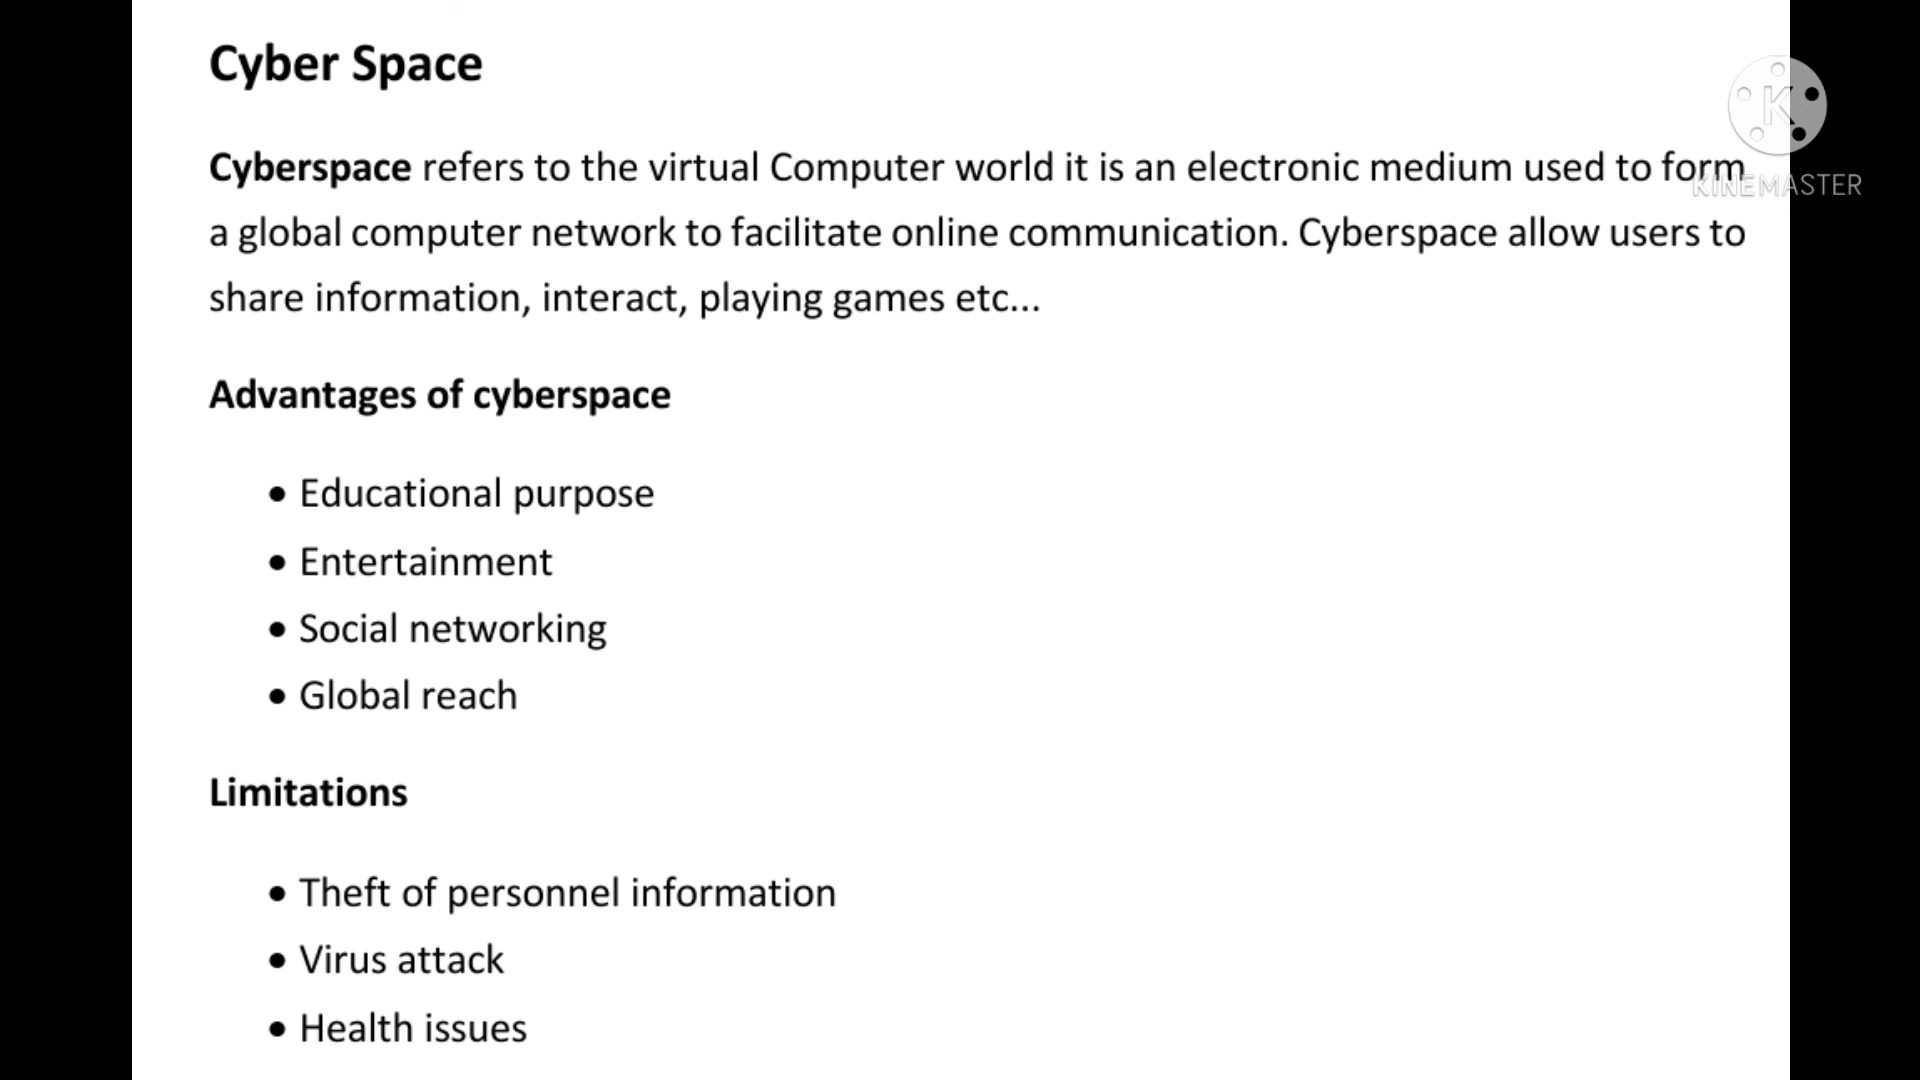 Cyber Space
Cyberspace refers to the virtual Computer world it is an electronic medium used to form
a global computer network to facilitate online communication. Cyberspace allow users to
share information, interact, playing games etc...
Advantages of cyberspace
• Educational purpose
• Entertainment
• Social networking
• Global reach
Limitations
• Theft of personnel information
• Virus attack
• Health issues
K
KINEMASTER